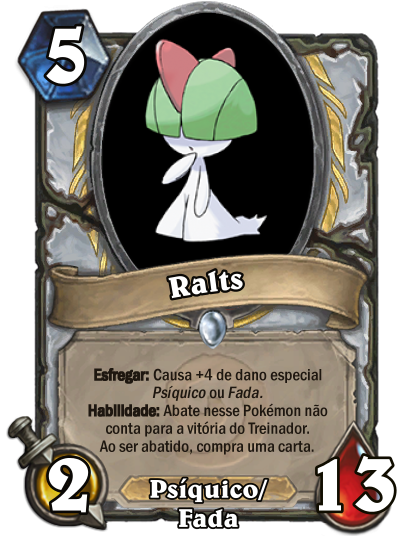 5
Ralts
Esfregar: Causa +4 de dano especial
Psíquico ou Fada.
Habilidade: Abate nesse Pokémon não
conta para a vitória do Treinador.
Ao ser abatido, compra uma carta.
2
Psíquico/
Fada
13